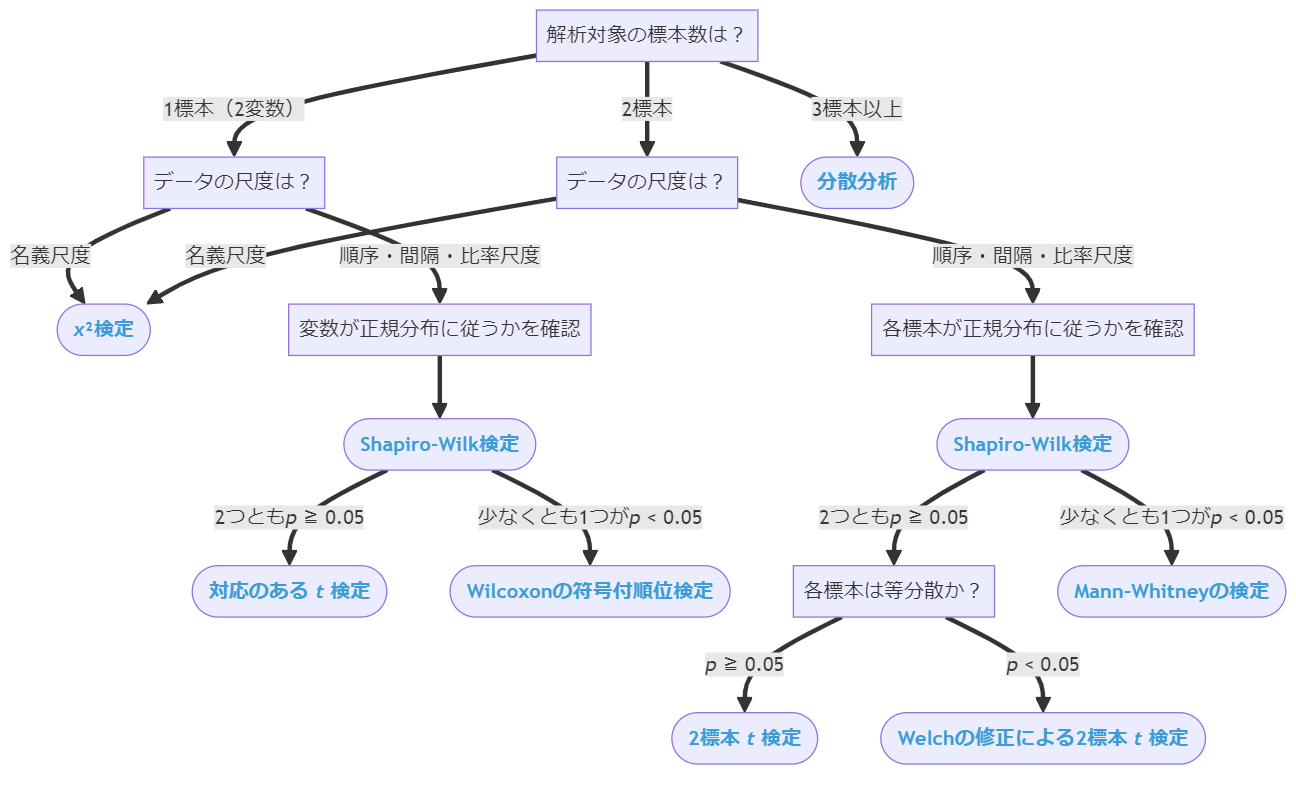 解析対象の標本数は？
1標本（2変数）
2標本
3標本以上
データの尺度は？
データの尺度は？
分散分析
名義尺度
名義尺度
順序・間隔・比率尺度
順序・間隔・比率尺度
x²検定
変数が正規分布に従うかを確認
各標本が正規分布に従うかを確認
Shapiro-Wilk検定
Shapiro-Wilk検定
2つともp ≧ 0.05
少なくとも1つがp < 0.05
2つともp ≧ 0.05
少なくとも1つがp < 0.05
対応のある t 検定
Wilcoxonの符号付順位検定
各標本は等分散か？
Mann-Whitneyの検定
p ≧ 0.05
p < 0.05
2標本 t 検定
Welchの修正による2標本 t 検定